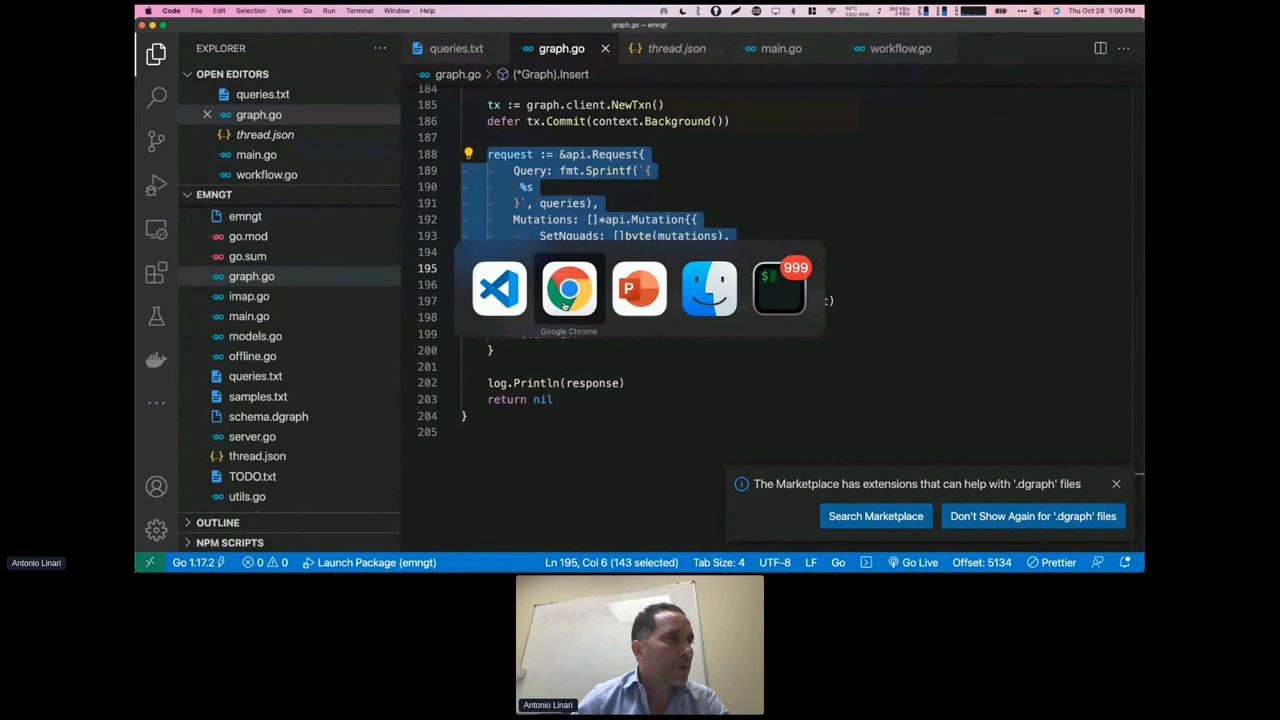 Code File Edit Selection View Go Run Terminal Window Help
Thu Oct 28 1:00 PM
graph.go — emngt
EXPLORER
queries.txt graph.go thread.json main.go workflow.go
OPEN EDITORS
queries.txt
graph.go
thread.json
main.go
workflow.go
EMNGT
emngt
go.mod
go.sum
graph.go
imap.go
main.go
models.go
offline.go
queries.txt
samples.txt
schema.dgraph
server.go
thread.json
TODO.txt
utils.go
OUTLINE
NPM SCRIPTS
graph.go > (*Graph).Insert
184
185 tx := graph.client.NewTxn()
186 defer tx.Commit(context.Background())
187
188 request := &api.Request{
189 Query: fmt.Sprintf(`{
190 %s
191 }`, queries),
192 Mutations: []*api.Mutation{{
193 SetNquads: []byte(mutations),
194
195
196
197 )
198
199
200 }
201
202 log.Println(response)
203 return nil
204 }
205
P
$
999
Google Chrome
The Marketplace has extensions that can help with '.dgraph' files
Search Marketplace Don't Show Again for '.dgraph' files
Go 1.17.2 0 0 Launch Package (emngt) Ln 195, Col 6 (143 selected) Tab Size: 4 UTF-8 LF Go Go Live Offset: 5134 Prettier
Antonio Linari
Antonio Linari